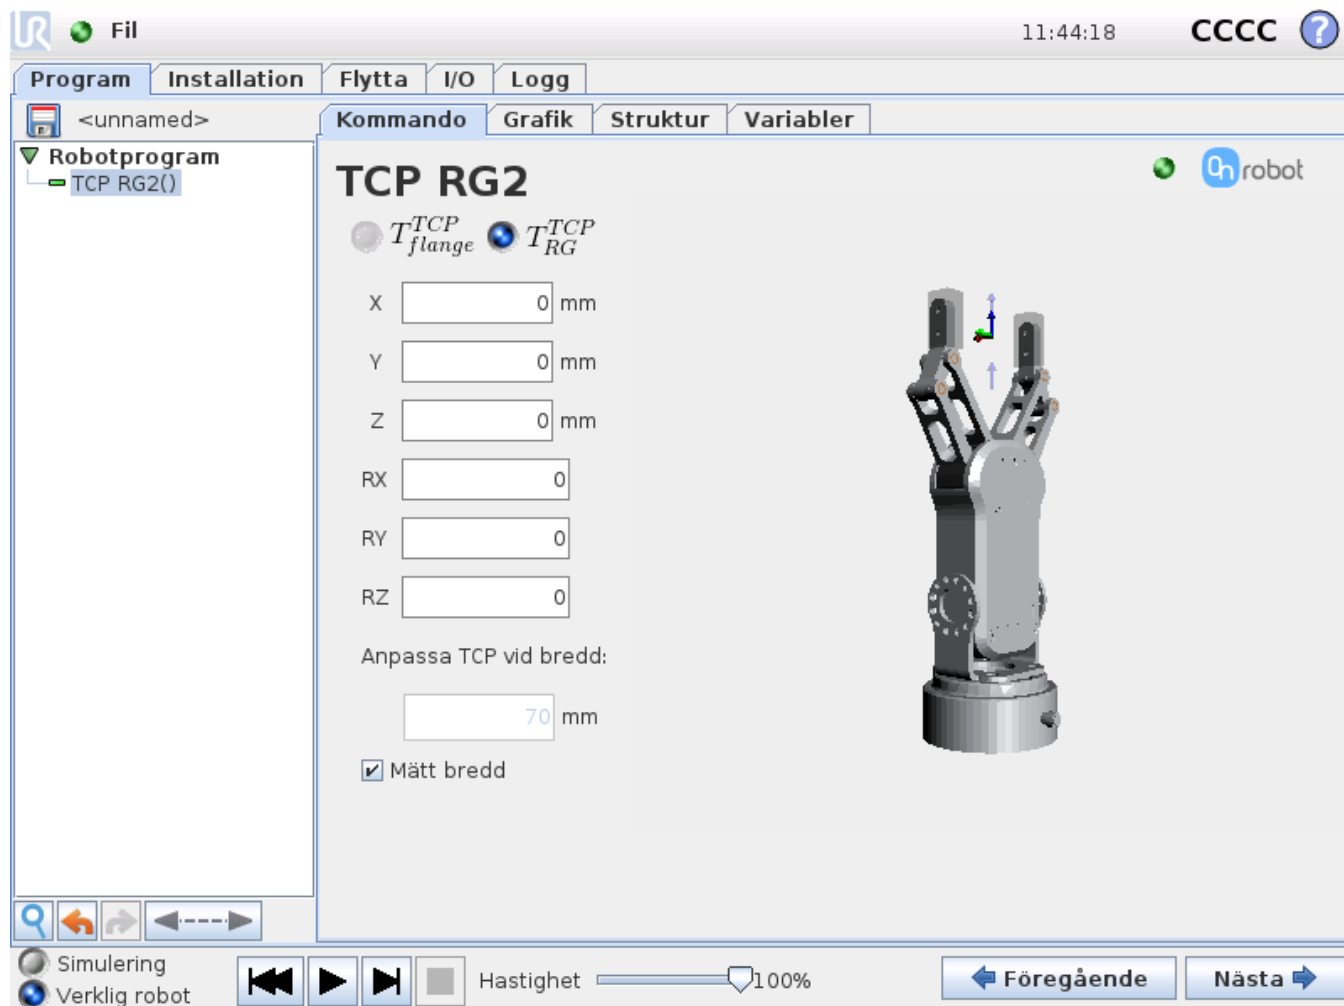 UR Fil 11:44:18 CCCC ?
Program Installation Flytta I/O Logg
<unnamed> Kommando Grafik Struktur Variabler
Robotprogram
TCP RG2()
TCP RG2
On robot
T TCP flange T TCP RG
X 0 mm
Y 0 mm
Z 0 mm
RX 0
RY 0
RZ 0
Anpassa TCP vid bredd:
70 mm
Mätt bredd
Simulering
Verklig robot
Hastighet 100%
Föregående Nästa